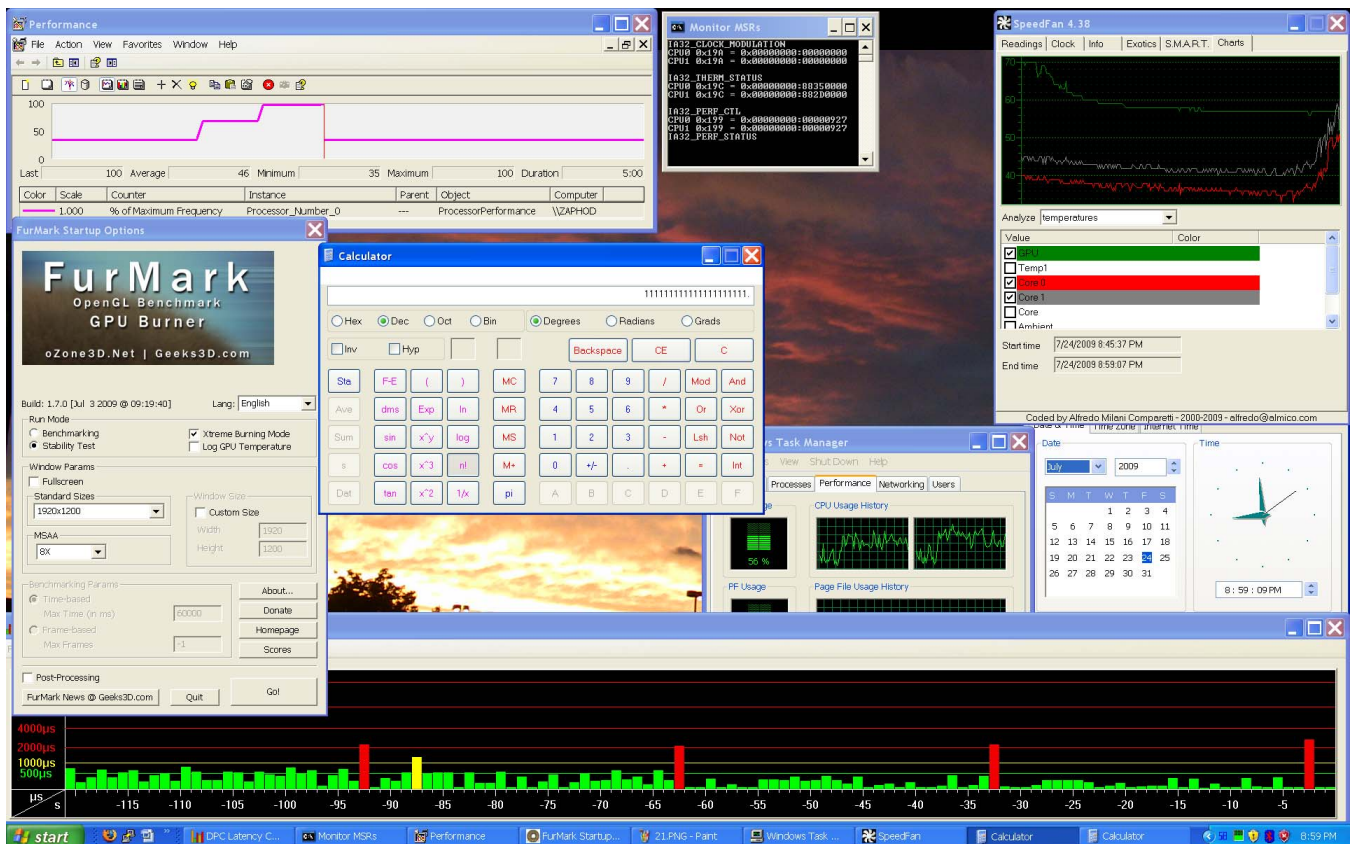 Performance
File Action View Favorites Window Help
100
50
0
Last 100 Average 46 Minimum 35 Maximum 100 Duration 5:00
Color Scale Counter Instance Parent Object Computer
1.000 % of Maximum Frequency Processor_Number_0 --- ProcessorPerformance \\ZAPHOD
Monitor MSRs
IA32_CLOCK_MODULATION
CPU0 0x19A = 0x00000000:00000000
CPU1 0x19A = 0x00000000:00000000
IA32_THERM_STATUS
CPU0 0x19C = 0x00000000:88350000
CPU1 0x19C = 0x00000000:882D0000
IA32_PERF_CTL
CPU0 0x199 = 0x00000000:00000927
CPU1 0x199 = 0x00000000:00000927
IA32_PERF_STATUS
SpeedFan 4.38
Readings Clock Info Exotics S.M.A.R.T. Charts
70
60
50
40
Analyze temperatures
Value Color
GPU
Temp1
Core 0
Core 1
Core
Ambient
Start time 7/24/2009 8:45:37 PM
End time 7/24/2009 8:59:07 PM
Coded by Alfredo Milani Comparetti - 2000-2009 - alfredo@almico.com
FurMark Startup Options
FurMark
OpenGL Benchmark
GPU Burner
oZone3D.Net | Geeks3D.com
Build: 1.7.0 [Jul 3 2009 @ 09:19:40] Lang: English
Run Mode
Benchmarking Xtreme Burning Mode
Stability Test Log GPU Temperature
Window Params
Fullscreen
Standard Sizes Window Size
1920x1200 Custom Size
Width 1920
MSAA Height 1200
8X
Benchmarking Params
Time-based About...
Max Time (in ms) 60000 Donate
Frame-based Homepage
Max Frames -1 Scores
Post-Processing
FurMark News @ Geeks3D.com Quit Go!
Calculator
Hex Dec Oct Bin Degrees Radians Grads
Inv Hyp Backspace CE C
Sta F-E ( ) MC 7 8 9 / Mod And
Ave dms Exp ln MR 4 5 6 * Or Xor
Sum sin x^y log MS 1 2 3 - Lsh Not
s cos x^3 n! M+ 0 +/- . + = Int
Dat tan x^2 1/x pi A B C D E F
Task Manager
View Shut Down Help
Processes Performance Networking Users
CPU Usage History
56 %
PF Usage Page File Usage History
Date & Time Time Zone Internet Time
Date Time
July 2009
S M T W T F S
1 2 3 4
5 6 7 8 9 10 11
12 13 14 15 16 17 18
19 20 21 22 23 24 25
26 27 28 29 30 31
8:59:09 PM
4000µs
2000µs
1000µs
500µs
µs s -115 -110 -105 -100 -95 -90 -85 -80 -75 -70 -65 -60 -55 -50 -45 -40 -35 -30 -25 -20 -15 -10 -5
start DPC Latency C... Monitor MSRs Performance FurMark Startup... 21.PNG - Paint Windows Task ... SpeedFan Calculator Calculator 8:59 PM